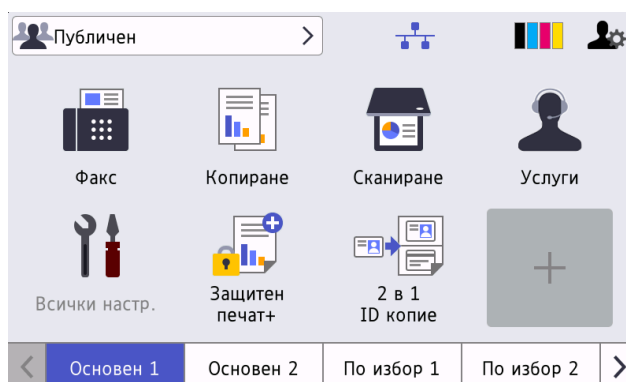 Публичен
Факс
Копиране
Сканиране
Услуги
Всички настр.
Защитен
печат+
2 в 1
ID копие
Основен 1
Основен 2
По избор 1
По избор 2